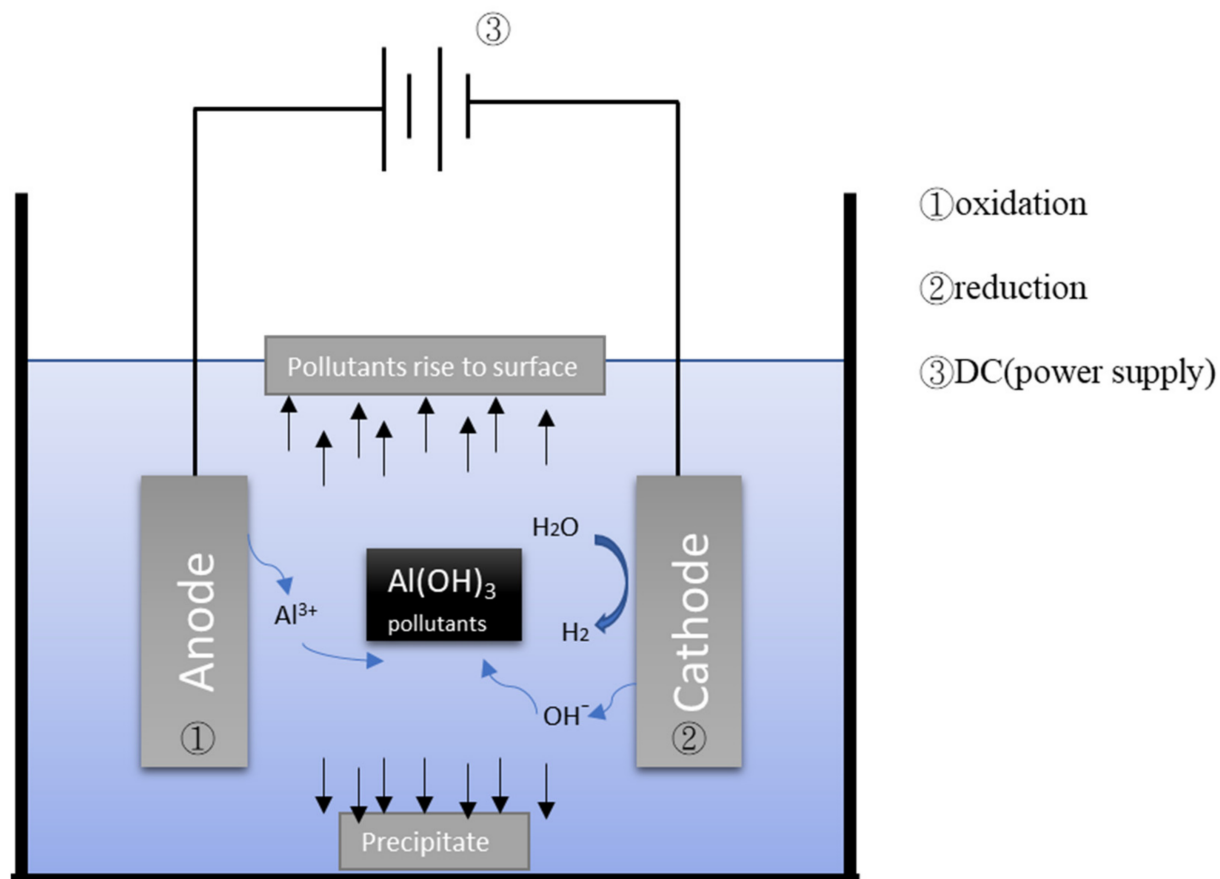 ③
①oxidation
②reduction
③DC(power supply)
Pollutants rise to surface
Anode
①
Al³⁺
Al(OH)₃
pollutants
H₂O
H₂
OH⁻
Cathode
②
Precipitate